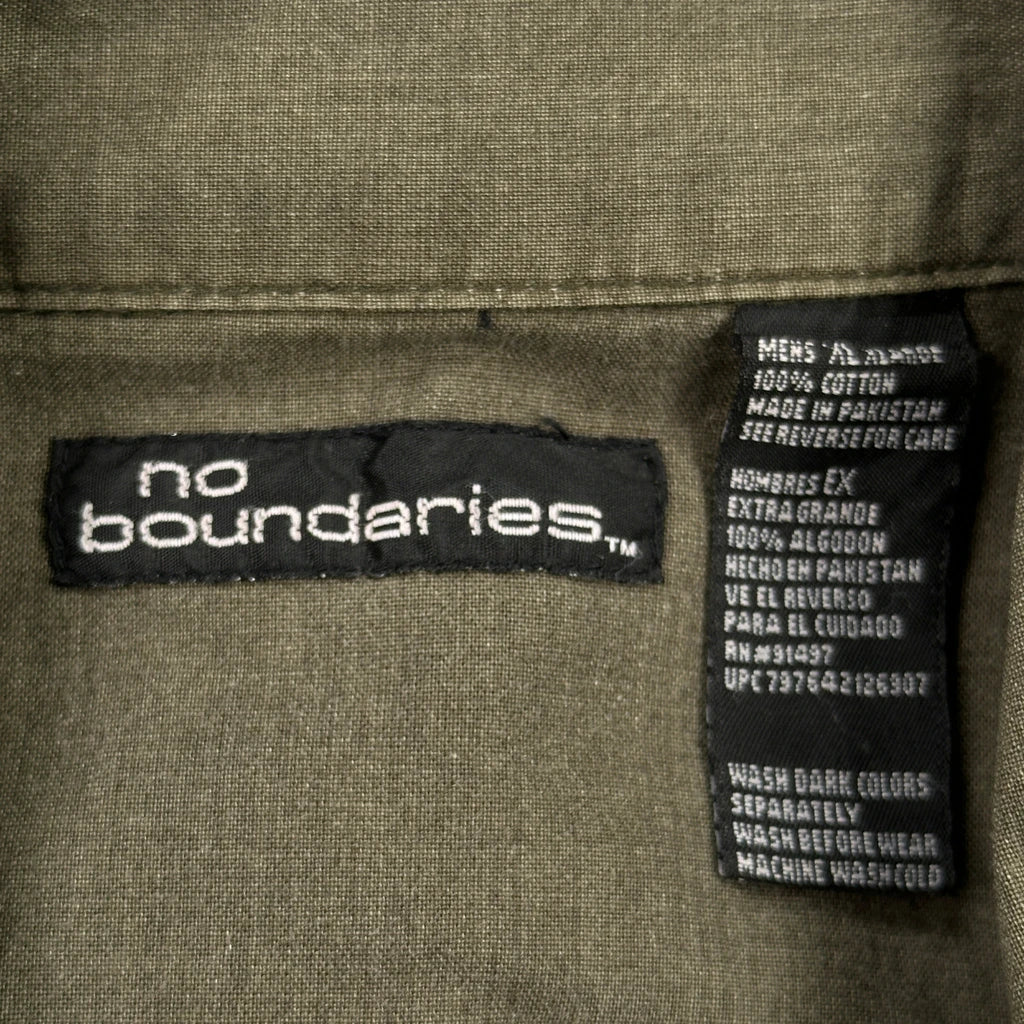 no
boundaries™
MENS XLARGE
100% COTTON
MADE IN PAKISTAN
SEE REVERSE FOR CARE
HOMBRES EX
EXTRA GRANDE
100% ALGODON
HECHO EN PAKISTAN
VE EL REVERSO
PARA EL CUIDADO
RN#91497
UPC
WASH DARK COLORS
SEPARATELY
WASH BEFORE WEAR
MACHINE WASH COLD